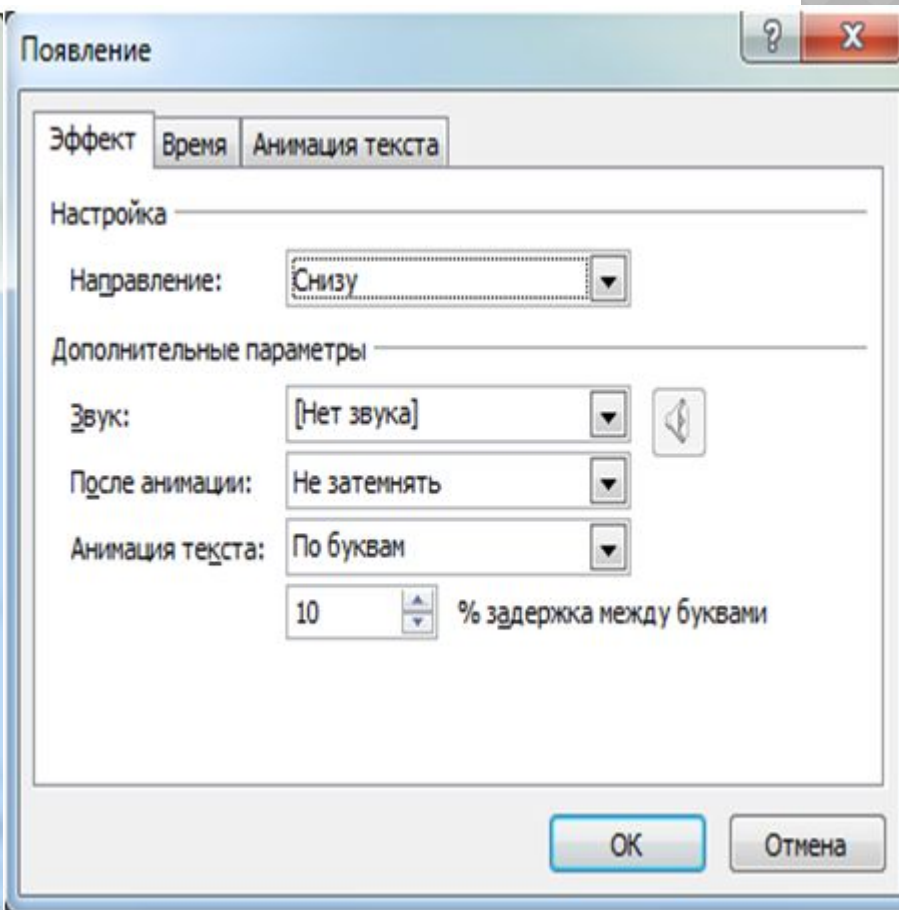 Появление
Эффект Время Анимация текста
Настройка
Направление: Снизу
Дополнительные параметры
Звук: [Нет звука]
После анимации: Не затемнять
Анимация текста: По буквам
10 % задержка между буквами
ОК Отмена